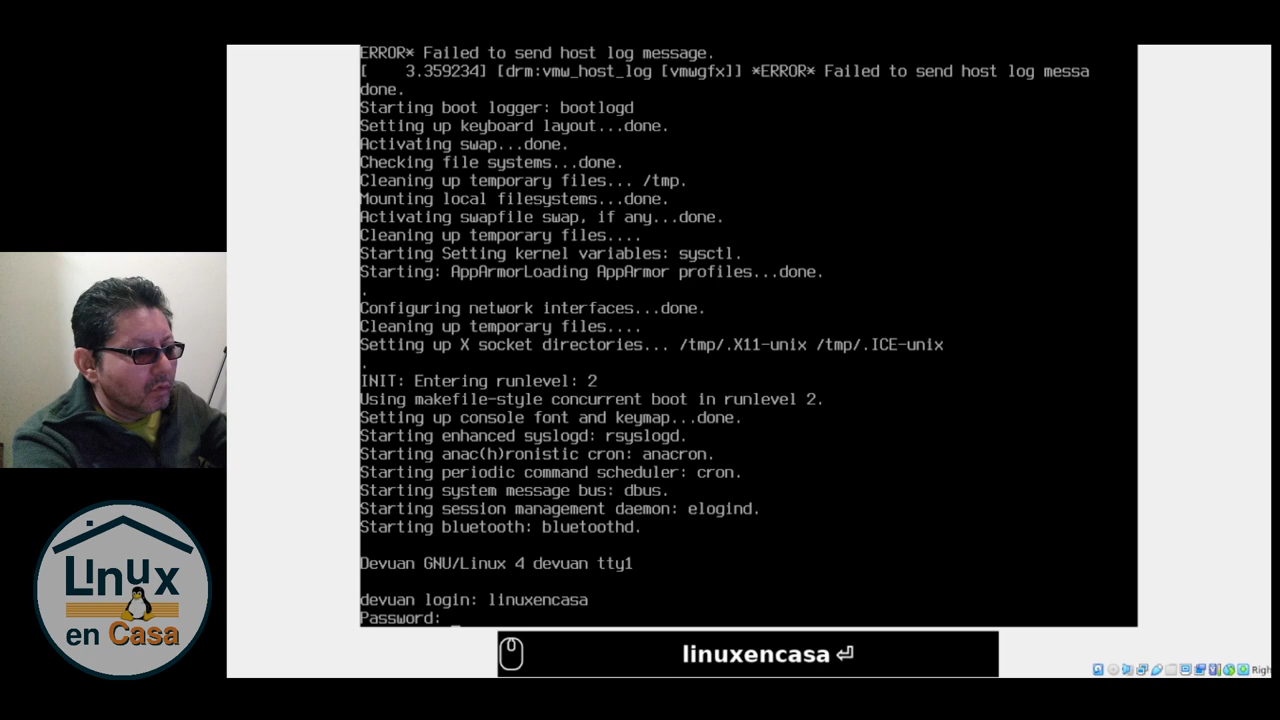 ERROR* Failed to send host log message.
[    3.359234] [drm:vmw_host_log [vmwgfx]] *ERROR* Failed to send host log messa
done.
Starting boot logger: bootlogd
Setting up keyboard layout...done.
Activating swap...done.
Checking file systems...done.
Cleaning up temporary files... /tmp.
Mounting local filesystems...done.
Activating swapfile swap, if any...done.
Cleaning up temporary files....
Starting Setting kernel variables: sysctl.
Starting: AppArmorLoading AppArmor profiles...done.
.
Configuring network interfaces...done.
Cleaning up temporary files....
Setting up X socket directories... /tmp/.X11-unix /tmp/.ICE-unix
.
INIT: Entering runlevel: 2
Using makefile-style concurrent boot in runlevel 2.
Setting up console font and keymap...done.
Starting enhanced syslogd: rsyslogd.
Starting anac(h)ronistic cron: anacron.
Starting periodic command scheduler: cron.
Starting system message bus: dbus.
Starting session management daemon: elogind.
Starting bluetooth: bluetoothd.
Devuan GNU/Linux 4 devuan tty1
devuan login: linuxencasa
Password: _
linuxencasa ⏎
Linux
en Casa
Righ